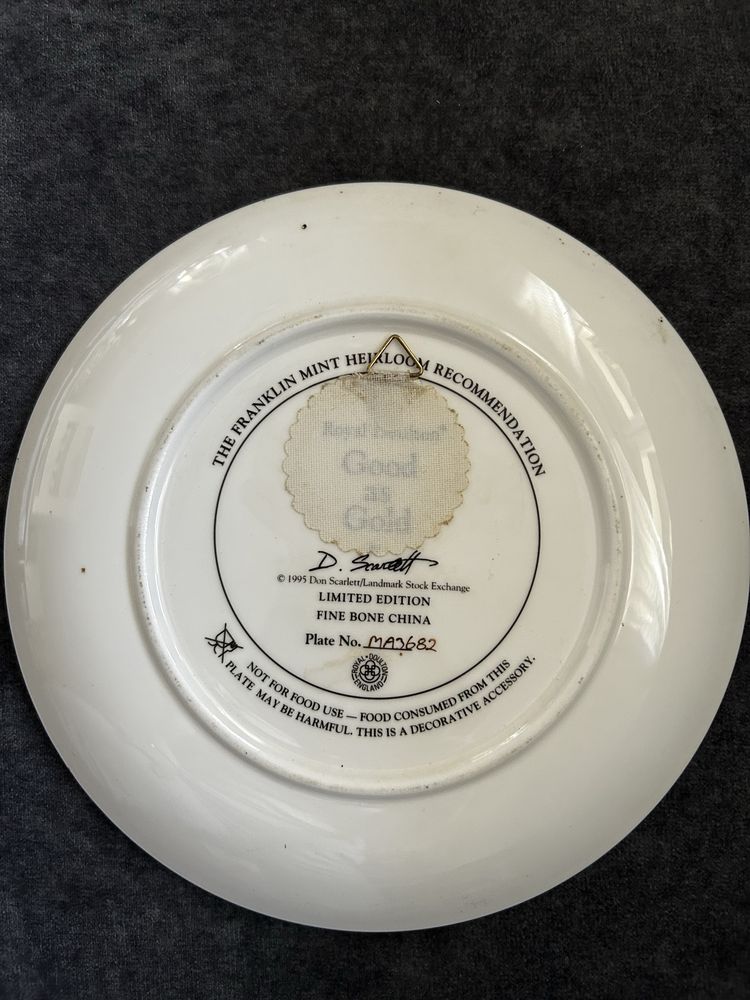 THE FRANKLIN MINT HEIRLOOM RECOMMENDATION
Royal Doulton®
Good
as
Gold
D. Scarlett
© 1995 Don Scarlett/Landmark Stock Exchange
LIMITED EDITION
FINE BONE CHINA
Plate No. MA3682
ROYAL DOULTON
ENGLAND
NOT FOR FOOD USE — FOOD CONSUMED FROM THIS
PLATE MAY BE HARMFUL. THIS IS A DECORATIVE ACCESSORY.